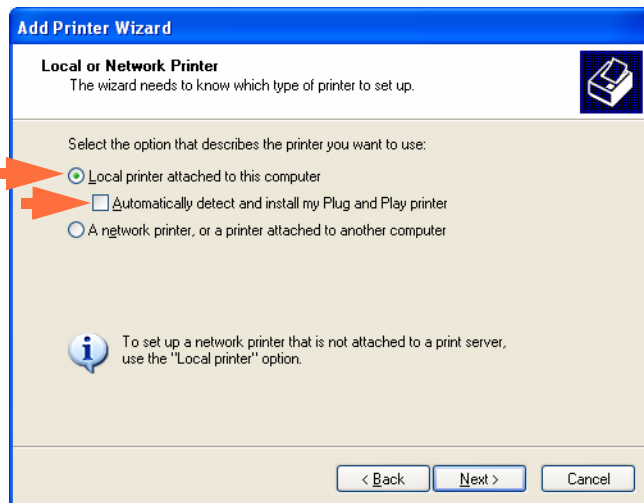 Add Printer Wizard
Local or Network Printer
The wizard needs to know which type of printer to set up.
Select the option that describes the printer you want to use:
Local printer attached to this computer
Automatically detect and install my Plug and Play printer
A network printer, or a printer attached to another computer
To set up a network printer that is not attached to a print server,
use the "Local printer" option.
< Back
Next >
Cancel